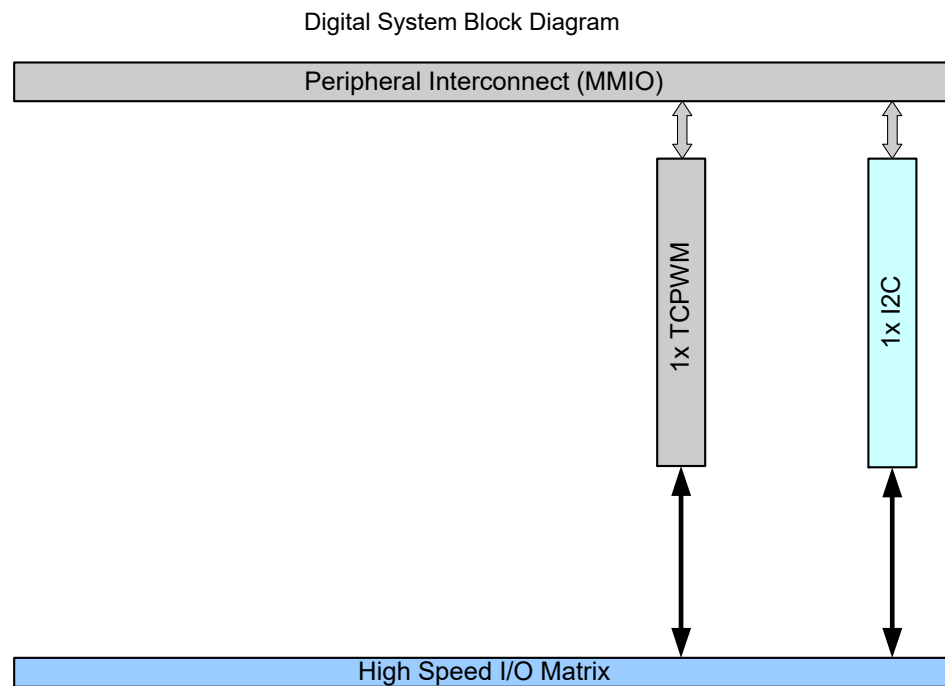 Digital System Block Diagram
Peripheral Interconnect (MMIO)
1x TCPWM
1x I2C
High Speed I/O Matrix